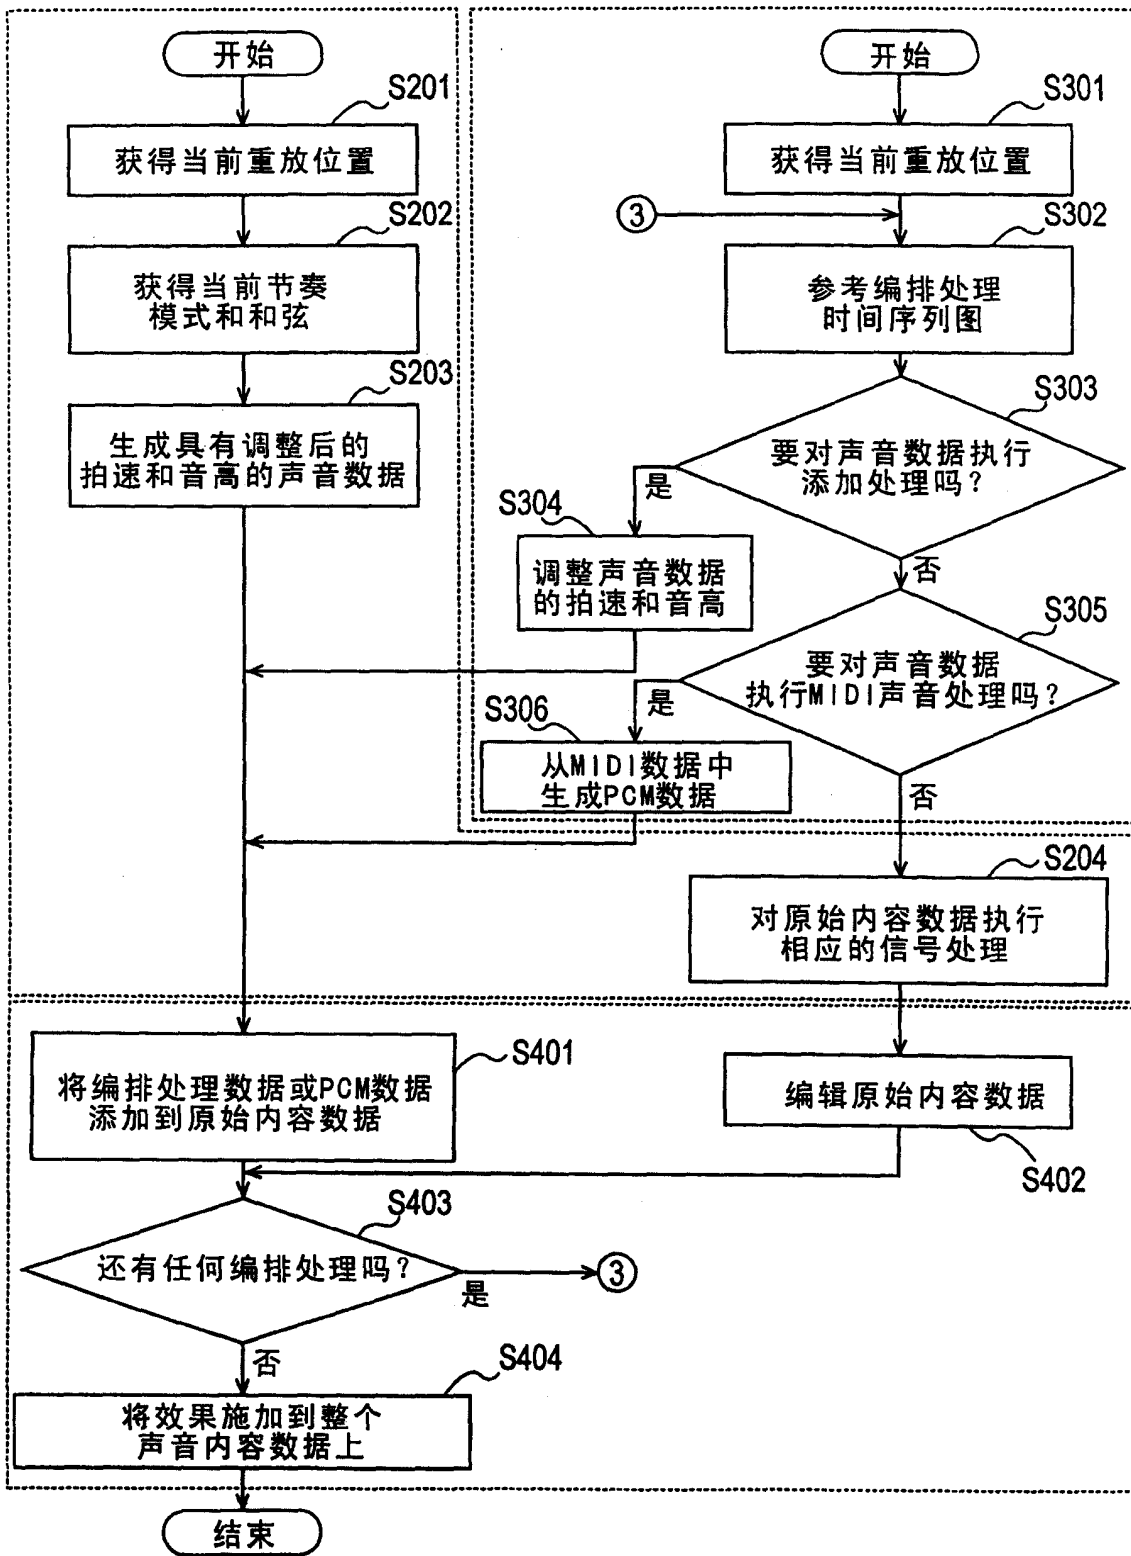 开始
S201
获得当前重放位置
S202
获得当前节奏
模式和和弦
S203
生成具有调整后的
拍速和音高的声音数据
开始
S301
获得当前重放位置
③
S302
参考编排处理
时间序列图
S303
要对声音数据执行
添加处理吗？
是
S304
调整声音数据
的拍速和音高
否
S305
要对声音数据
执行MIDI声音处理吗？
是
S306
从MIDI数据中
生成PCM数据
否
S204
对原始内容数据执行
相应的信号处理
S401
将编排处理数据或PCM数据
添加到原始内容数据
编辑原始内容数据
S402
S403
还有任何编排处理吗？
是
③
否
S404
将效果施加到整个
声音内容数据上
结束